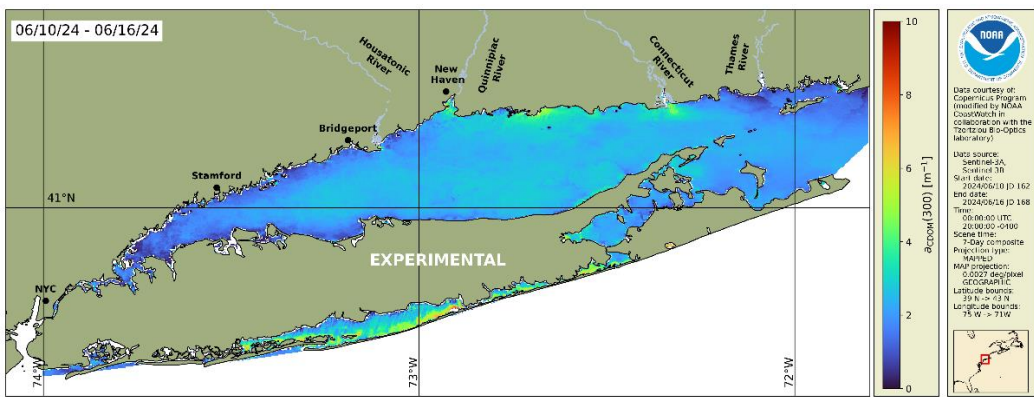 06/10/24 - 06/16/24
Housatonic
River
New
Haven
Quinnipiac
River
Connecticut
River
Thames
River
Bridgeport
Stamford
41°N
EXPERIMENTAL
NYC
74°W
73°W
72°W
10
8
6
4
2
0
aCDOM(300) [m⁻¹]
NOAA
Data courtesy of:
Copernicus Program
(modified by NOAA
CoastWatch in
collaboration with the
Tzortziou Bio-Optics
laboratory)
Data source:
Sentinel-3A,
Sentinel-3B
Start date:
2024/06/10 JD 162
End date:
2024/06/16 JD 168
Time:
00:00:00 UTC
20:00:00 -0400
Scene time:
7-Day composite
Projection type:
MAPPED
MAP projection:
0.0027 deg/pixel
GEOGRAPHIC
Latitude bounds:
39 N -> 43 N
Longitude bounds:
75 W -> 71W